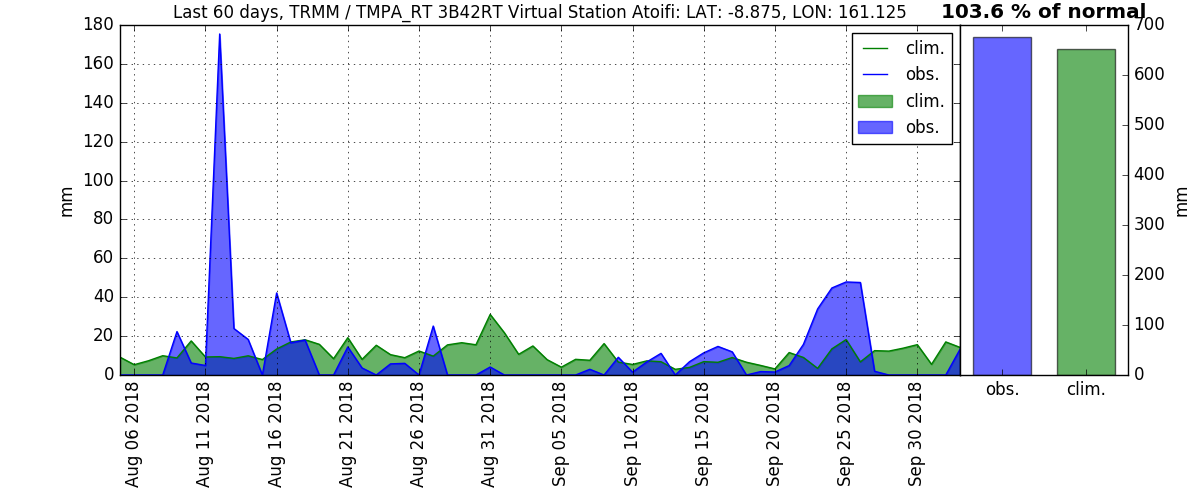 Last 60 days, TRMM / TMPA_RT 3B42RT Virtual Station Atoifi: LAT: -8.875, LON: 161.125
103.6 % of normal
180
160
140
120
100
80
60
40
20
0
mm
clim.
obs.
clim.
obs.
Aug 06 2018
Aug 11 2018
Aug 16 2018
Aug 21 2018
Aug 26 2018
Aug 31 2018
Sep 05 2018
Sep 10 2018
Sep 15 2018
Sep 20 2018
Sep 25 2018
Sep 30 2018
700
600
500
400
300
200
100
0
mm
obs.
clim.